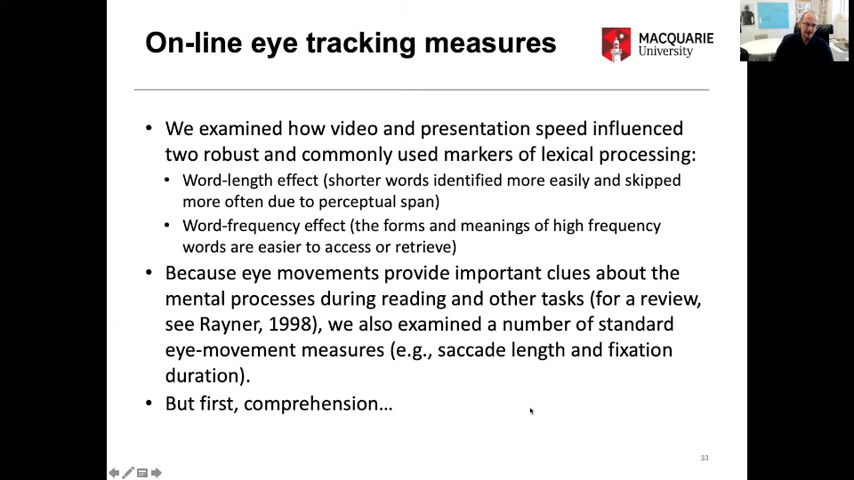 On-line eye tracking measures
MACQUARIE
University
• We examined how video and presentation speed influenced
two robust and commonly used markers of lexical processing:
• Word-length effect (shorter words identified more easily and skipped
more often due to perceptual span)
• Word-frequency effect (the forms and meanings of high frequency
words are easier to access or retrieve)
• Because eye movements provide important clues about the
mental processes during reading and other tasks (for a review,
see Rayner, 1998), we also examined a number of standard
eye-movement measures (e.g., saccade length and fixation
duration).
• But first, comprehension…
33